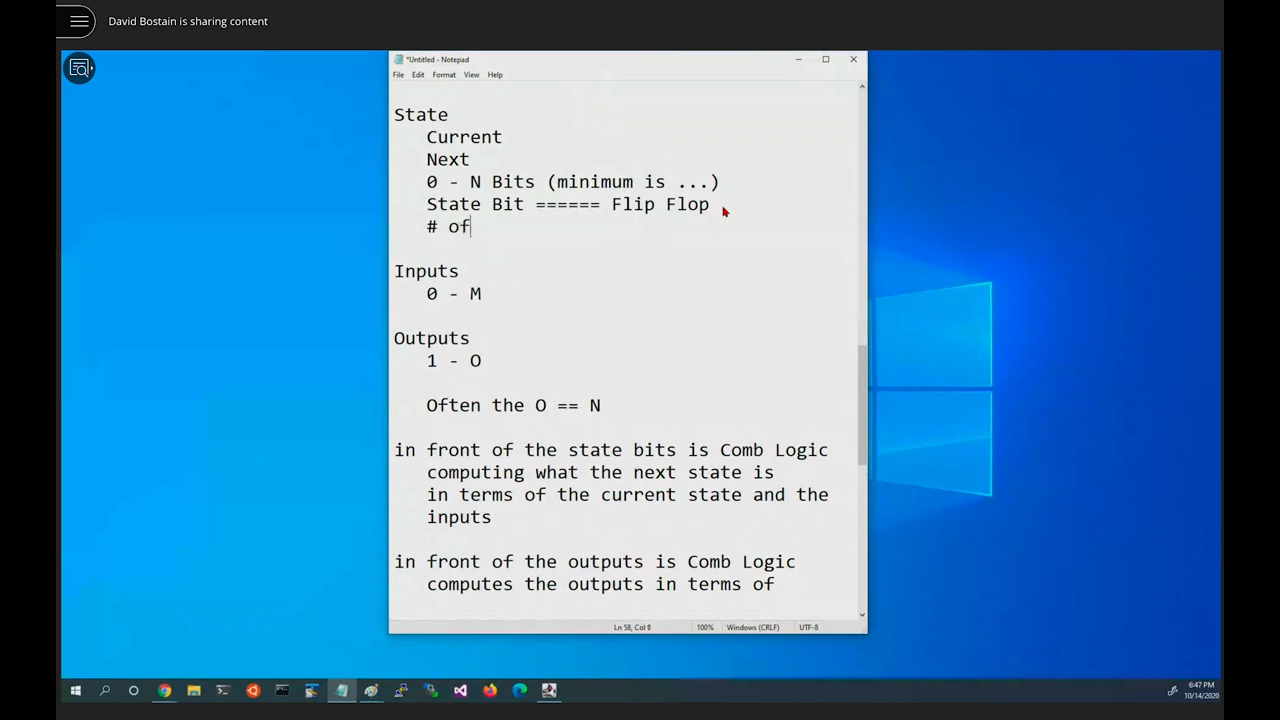 David Bostain is sharing content
*Untitled - Notepad
File Edit Format View Help
State
Current
Next
0 - N Bits (minimum is ...)
State Bit ====== Flip Flop
# of
Inputs
0 - M
Outputs
1 - O
Often the O == N
in front of the state bits is Comb Logic
computing what the next state is
in terms of the current state and the
inputs
in front of the outputs is Comb Logic
computes the outputs in terms of
Ln 58, Col 8 100% Windows (CRLF) UTF-8
6:47 PM
10/14/2020